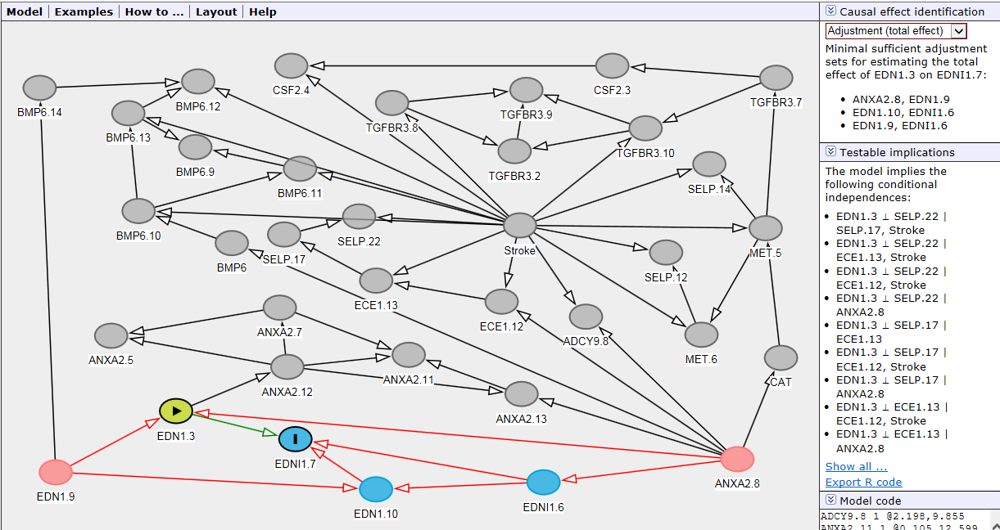 Model | Examples | How to ... | Layout | Help
BMP6.14
BMP6.12
CSF2.4
CSF2.3
TGFBR3.7
BMP6.13
TGFBR3.8
TGFBR3.9
TGFBR3.10
BMP6.9
TGFBR3.2
BMP6.11
SELP.14
BMP6.10
SELP.22
Stroke
MET.5
BMP6
SELP.17
SELP.12
ECE1.13
ECE1.12
ADCY9.8
MET.6
ANXA2.7
ANXA2.5
ANXA2.11
CAT
ANXA2.12
ANXA2.13
EDN1.3
EDNI1.7
ANXA2.8
EDN1.9
EDN1.10
EDNI1.6
Causal effect identification
Adjustment (total effect)
Minimal sufficient adjustment
sets for estimating the total
effect of EDN1.3 on EDNI1.7:
• ANXA2.8, EDN1.9
• EDN1.10, EDNI1.6
• EDN1.9, EDNI1.6
Testable implications
The model implies the
following conditional
independences:
• EDN1.3 ⊥ SELP.22 |
SELP.17, Stroke
• EDN1.3 ⊥ SELP.22 |
ECE1.13, Stroke
• EDN1.3 ⊥ SELP.22 |
ECE1.12, Stroke
• EDN1.3 ⊥ SELP.22 |
ANXA2.8
• EDN1.3 ⊥ SELP.17 |
ECE1.13
• EDN1.3 ⊥ SELP.17 |
ECE1.12, Stroke
• EDN1.3 ⊥ SELP.17 |
ANXA2.8
• EDN1.3 ⊥ ECE1.13 |
ECE1.12, Stroke
• EDN1.3 ⊥ ECE1.13 |
ANXA2.8
Show all ...
Export R code
Model code
ADCY9.8 1 @2.198,9.855
ANXA2.11 1 @0.105,12.599